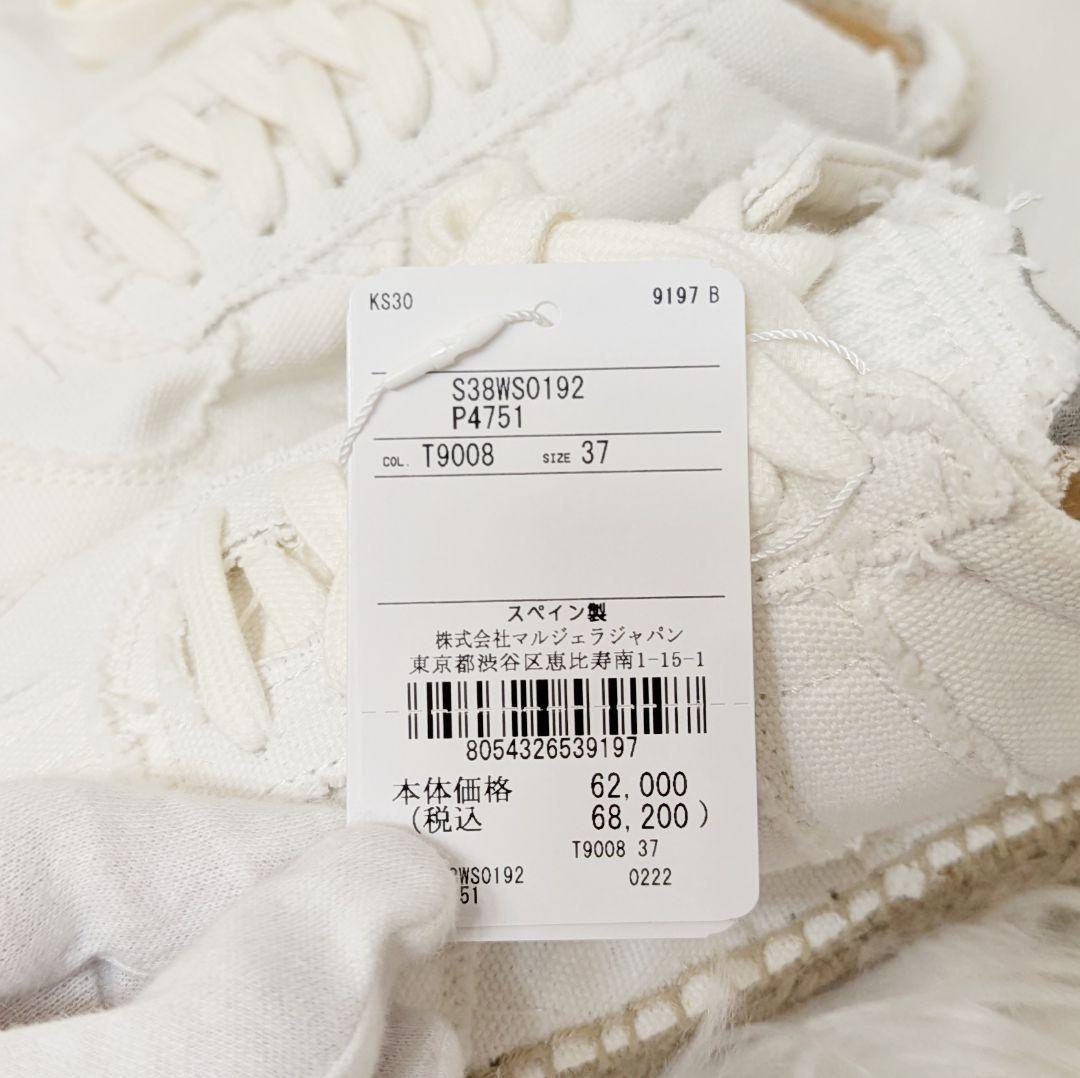 KS30 9197 B
S38WS0192
P4751
COL. T9008 SIZE 37
スペイン製
株式会社マルジェラジャパン
東京都渋谷区恵比寿南1-15-1
8054326539197
本体価格 62,000
(税込 68,200)
T9008 37
WS0192 0222
51